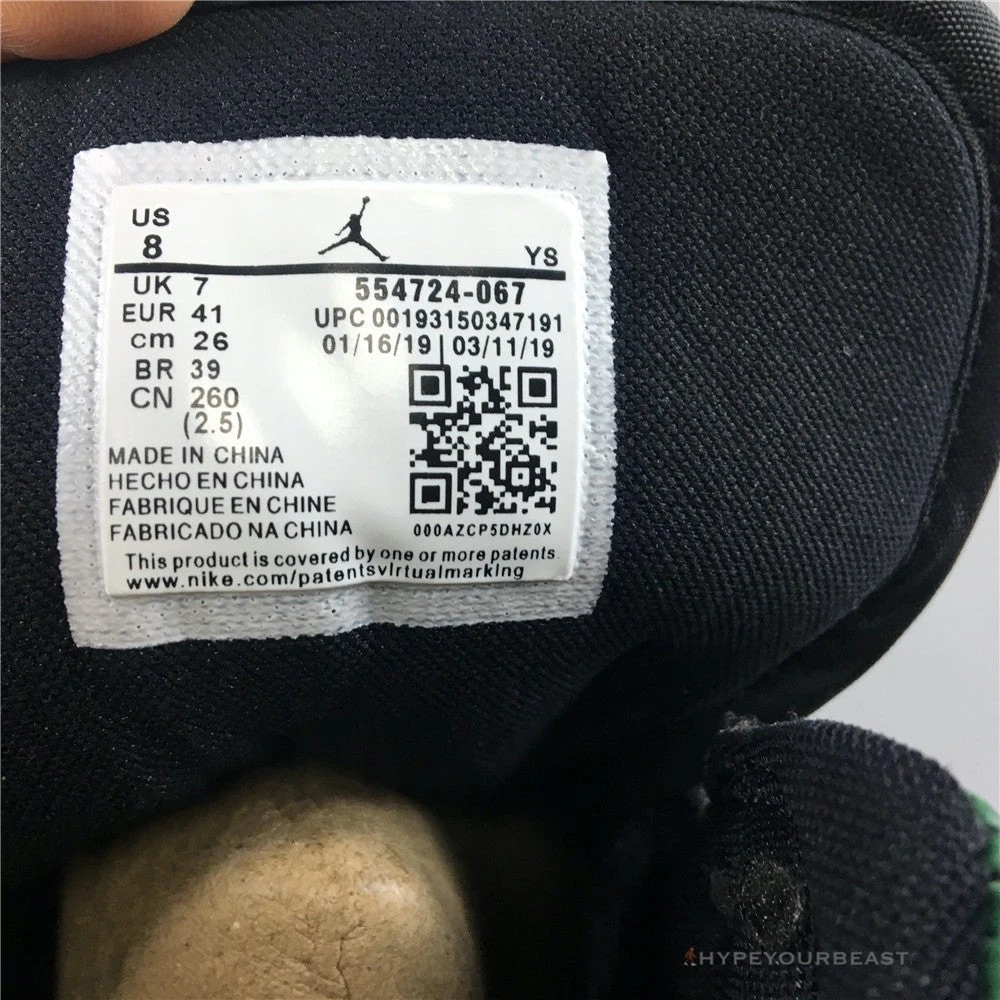 US
8
YS
UK 7
EUR 41
cm 26
BR 39
CN 260
(2.5)
554724-067
UPC 00193150347191
01/16/19 | 03/11/19
MADE IN CHINA
HECHO EN CHINA
FABRIQUE EN CHINE
FABRICADO NA CHINA
000AZCP5DHZ0X
This product is covered by one or more patents.
www.nike.com/patentsvirtualmarking
HYPEYOURBEAST